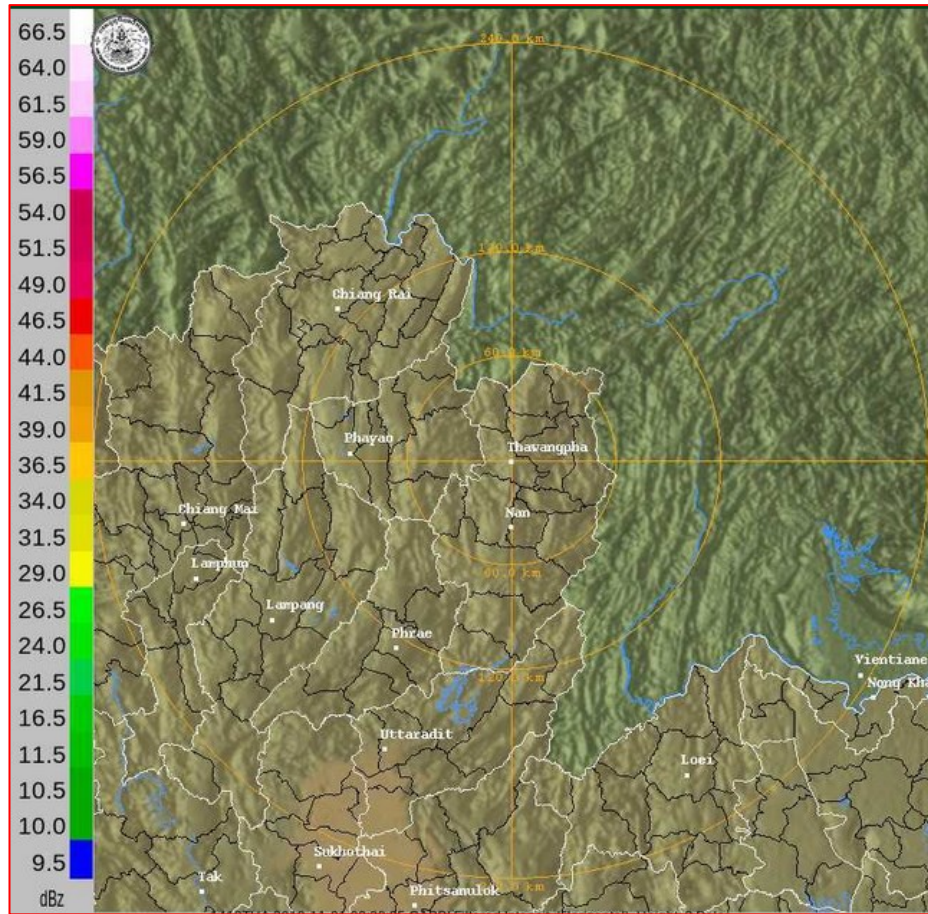 66.5
64.0
61.5
59.0
56.5
54.0
51.5
49.0
46.5
44.0
41.5
39.0
36.5
34.0
31.5
29.0
26.5
24.0
21.5
16.5
11.5
10.5
10.0
9.5
dBz
240.0 km
120.0 km
Chiang Rai
60.0 km
Phayao
Thawangpha
Chiang Mai
Nan
60.0 km
Lamphun
Lampang
Phrae
Vientiane
120.0 km
Nong Kha
Uttaradit
Loei
Sukhothai
Tak
Phitsanulok